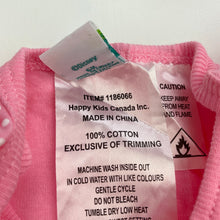 ©Disney
ITEM# 1186066
Happy Kids Canada Inc.
MADE IN CHINA
100% COTTON
EXCLUSIVE OF TRIMMING
MACHINE WASH INSIDE OUT
IN COLD WATER WITH LIKE COLOURS
GENTLE CYCLE
DO NOT BLEACH
TUMBLE DRY LOW HEAT
CAUTION
KEEP AWAY
FROM HEAT
AND FLAME